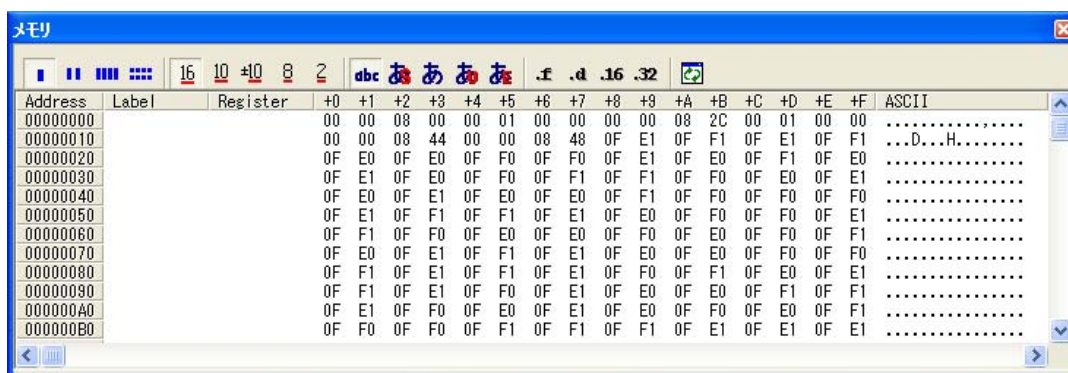 メモリ
16 10 ±10 8 2 abc あS あ あ あE .f .d .16 .32
Address Label Register +0 +1 +2 +3 +4 +5 +6 +7 +8 +9 +A +B +C +D +E +F ASCII
00000000 00 00 08 00 00 01 00 00 00 00 08 2C 00 01 00 00 ...........,....
00000010 00 00 08 44 00 00 08 48 0F E1 0F F1 0F E1 0F F1 ...D...H........
00000020 0F E0 0F E0 0F F0 0F F0 0F E1 0F E0 0F F1 0F E0 ................
00000030 0F E1 0F E0 0F F0 0F F1 0F F1 0F F0 0F E0 0F E1 ................
00000040 0F E0 0F E1 0F E0 0F E0 0F F1 0F F0 0F E0 0F F0 ................
00000050 0F E1 0F F1 0F F1 0F E1 0F E0 0F F0 0F F0 0F E1 ................
00000060 0F F1 0F F0 0F E0 0F E0 0F F0 0F E0 0F F0 0F F1 ................
00000070 0F E0 0F E1 0F F1 0F E1 0F E0 0F F0 0F F0 0F F0 ................
00000080 0F F1 0F E1 0F F1 0F E1 0F F0 0F F1 0F E0 0F E1 ................
00000090 0F F1 0F E1 0F F0 0F E1 0F E0 0F E0 0F F1 0F F1 ................
000000A0 0F E1 0F F0 0F E0 0F E1 0F E0 0F F0 0F E0 0F F1 ................
000000B0 0F F0 0F F0 0F F1 0F F1 0F F1 0F E1 0F E1 0F E1 ................